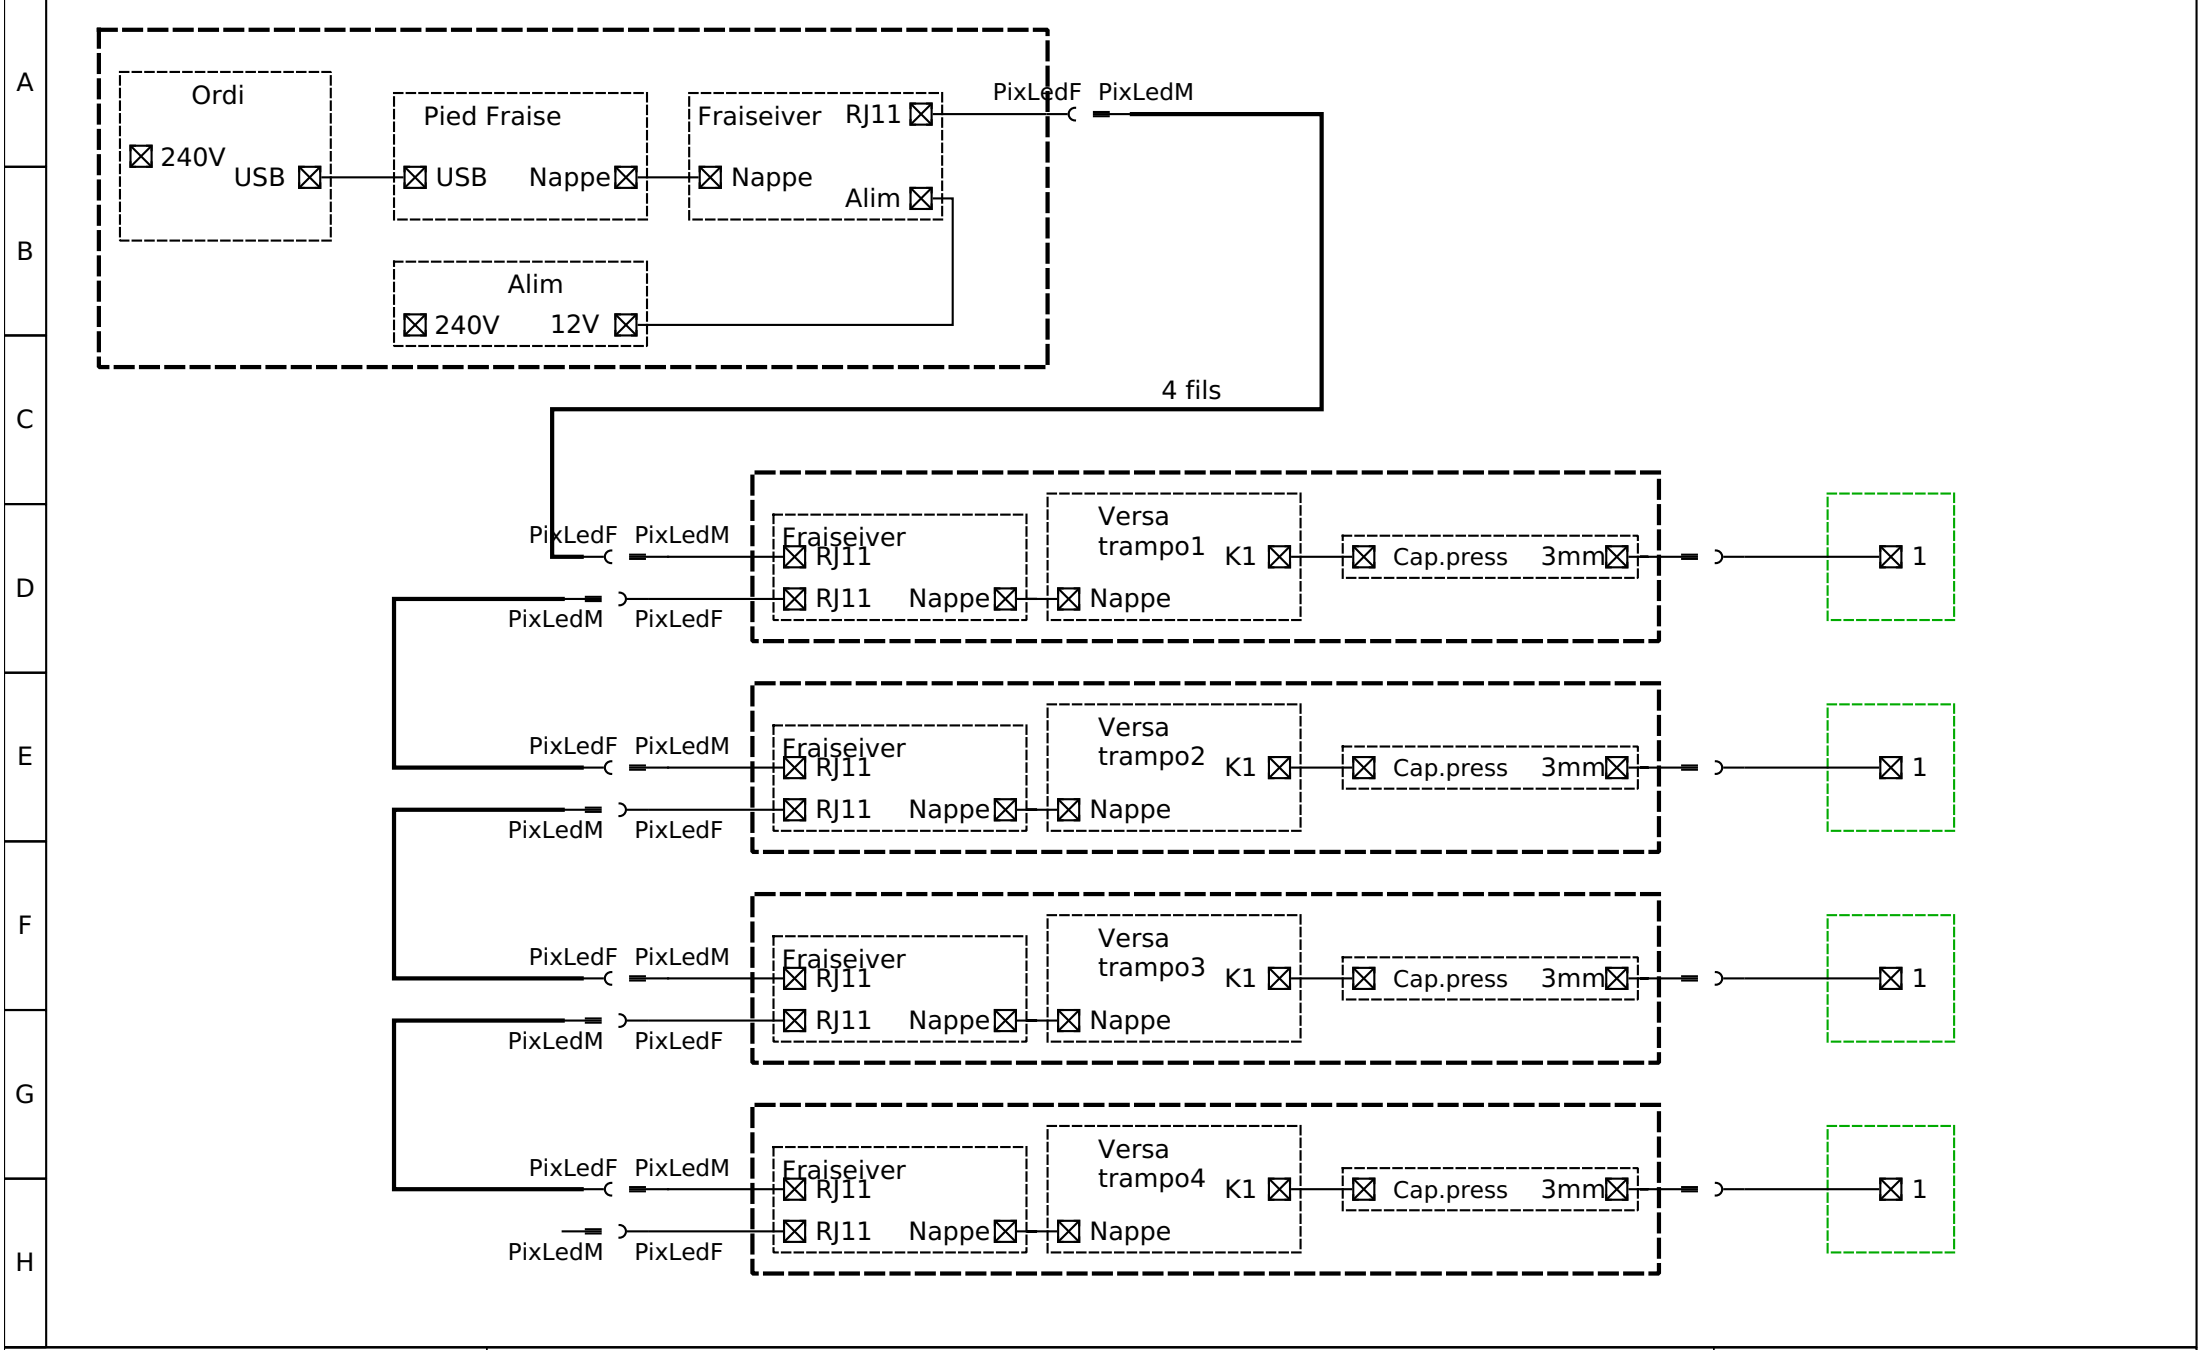 A
B
C
D
E
F
G
H
Ordi
240V
USB
Pied Fraise
USB Nappe
Fraiseiver RJ11
Nappe
Alim
Alim
240V 12V
PixLedF PixLedM
4 fils
PixLedF PixLedM
Fraiseiver
RJ11
RJ11 Nappe
PixLedM PixLedF
Versa
trampo1
K1
Nappe
Cap.press 3mm
1
PixLedF PixLedM
Fraiseiver
RJ11
RJ11 Nappe
PixLedM PixLedF
Versa
trampo2
K1
Nappe
Cap.press 3mm
1
PixLedF PixLedM
Fraiseiver
RJ11
RJ11 Nappe
PixLedM PixLedF
Versa
trampo3
K1
Nappe
Cap.press 3mm
1
PixLedF PixLedM
Fraiseiver
RJ11
RJ11 Nappe
PixLedM PixLedF
Versa
trampo4
K1
Nappe
Cap.press 3mm
1